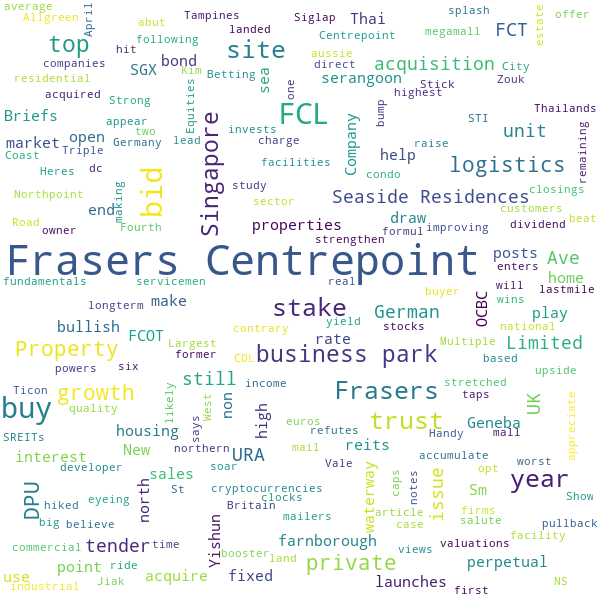 average
Allgreen
April
abut
Tampines
landed
Siglap
Handy
splash
Centrepoint
megamall
FCT
estate
offer
top
companies
following
hit
bond
Thai
SGX
Kim
Betting
sea
site
direct
aussie
one
acquisition
City
Zouk
residential
acquired
Strong
Equities
invests
serangoon
Stick
highest
Briefs
appear
two
FCL
Company
bump
STI
Thailands
remaining
market
open
Triple
Germany
lead
charge
help
raise
unit
Coast
Heres
dc
bid
Singapore
facilities
condo
logistics
Northpoint
making
end
study
sector
Seaside Residences
closings
customers
Road
owner
Fourth
properties
draw
formul
improving
dividend
beat
strengthen
Frasers Centrepoint
posts
enters
Ave
home
fundamentals
servicemen
real
buyer
will
lastmile
wins
longterm
make
stake
German
OCBC
national
play
bullish
FCOT
contrary
yield
stocks
rate
Multiple
based
Limited
Property
Largest
former
CDL
business park
upside
powers
six
still
Frasers
stretched
taps
Ticon
growth
quality
likely
West
non
income
reits
UK
appreciate
buy
says
high
euros
trust
Geneba
mall
SREITs
housing
northern
refutes
accumulate
worst
interest
New
URA
mail
Vale
developer
sales
soar
waterway
caps
notes
issue
Sm
opt
year
Show
DPU
hiked
eyeing
north
St
cryptocurrencies
clocks
Britain
article
firms
pullback
big
believe
mailers
case
salute
commercial
tender
time
Yishun
booster
farnborough
views
valuations
facility
point
ride
land
private
perpetual
use
Jiak
acquire
fixed
launches
first
NS
industrial